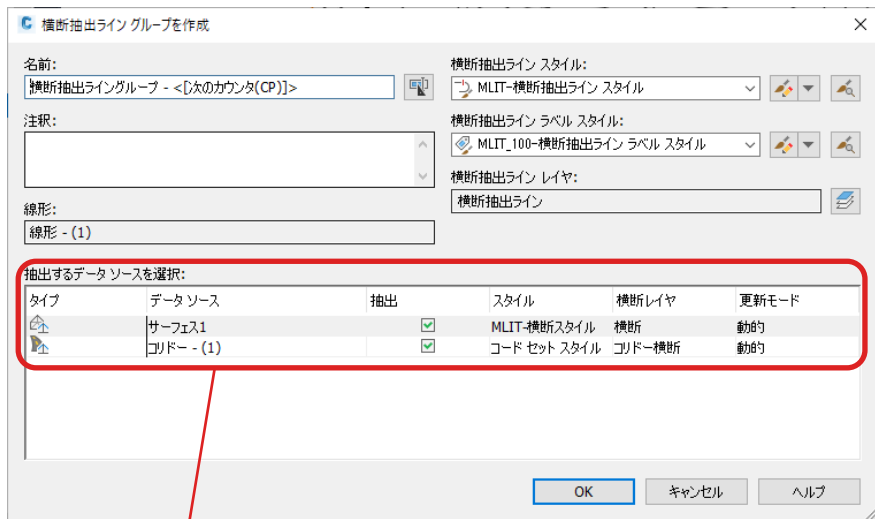 C 横断抽出ライン グループを作成
名前:
横断抽出ライングループ - <[次のカウンタ(CP)]>
注釈:
線形:
線形 - (1)
横断抽出ライン スタイル:
MLIT-横断抽出ライン スタイル
横断抽出ライン ラベル スタイル:
MLIT_100-横断抽出ライン ラベル スタイル
横断抽出ライン レイヤ:
横断抽出ライン
抽出するデータ ソースを選択:
タイプ データ ソース 抽出 スタイル 横断レイヤ 更新モード
サーフェス1 MLIT-横断スタイル 横断 動的
コリドー - (1) コード セット スタイル コリドー横断 動的
OK キャンセル ヘルプ